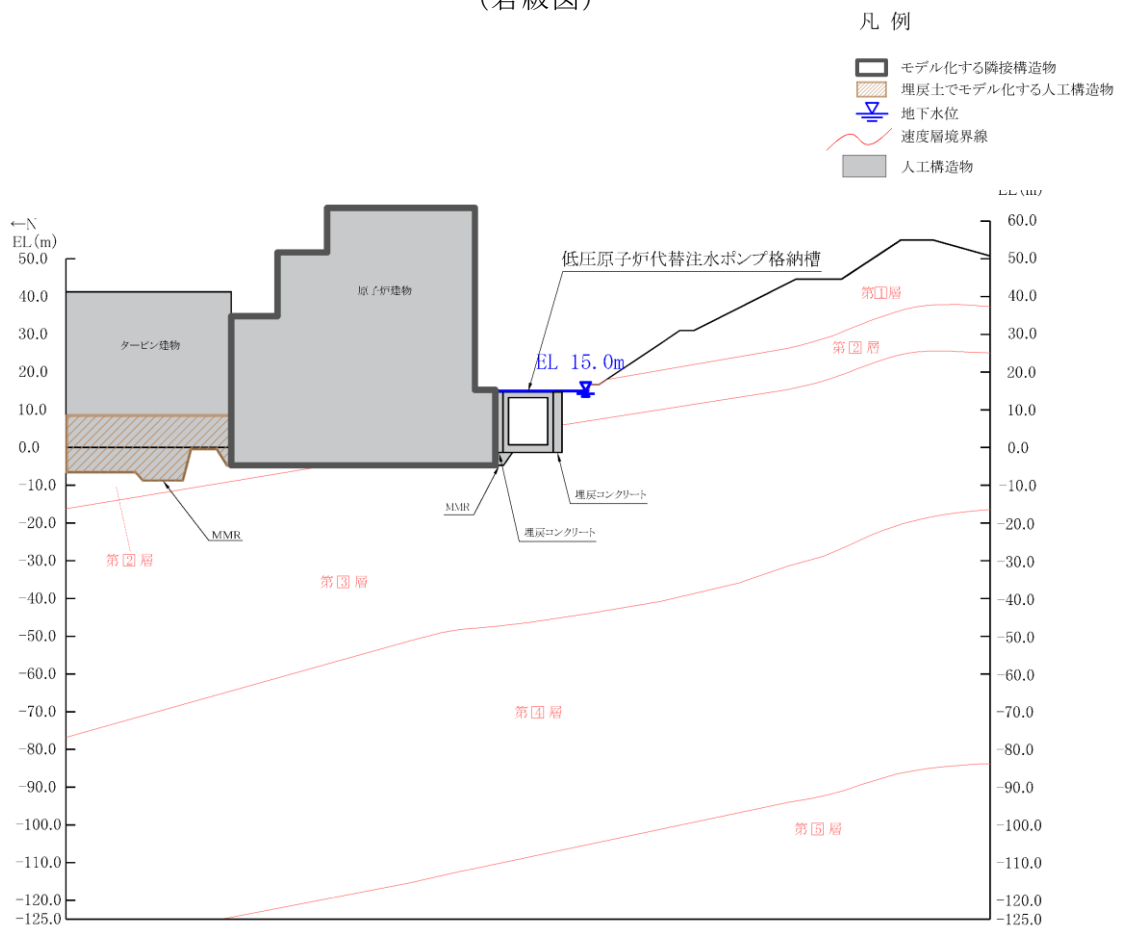 (岩級図)
凡 例
モデル化する隣接構造物
埋戻土でモデル化する人工構造物
地下水位
速度層境界線
人工構造物
EL(m)
←N
EL(m)
50.0
40.0
30.0
20.0
10.0
0.0
-10.0
-20.0
-30.0
-40.0
-50.0
-60.0
-70.0
-80.0
-90.0
-100.0
-110.0
-120.0
-125.0
60.0
50.0
40.0
30.0
20.0
10.0
0.0
-10.0
-20.0
-30.0
-40.0
-50.0
-60.0
-70.0
-80.0
-90.0
-100.0
-110.0
-120.0
-125.0
低圧原子炉代替注水ポンプ格納槽
原子炉建物
タービン建物
EL 15.0m
第1層
第2層
MMR
埋戻コンクリート
埋戻コンクリート
MMR
第2層
第3層
第4層
第5層